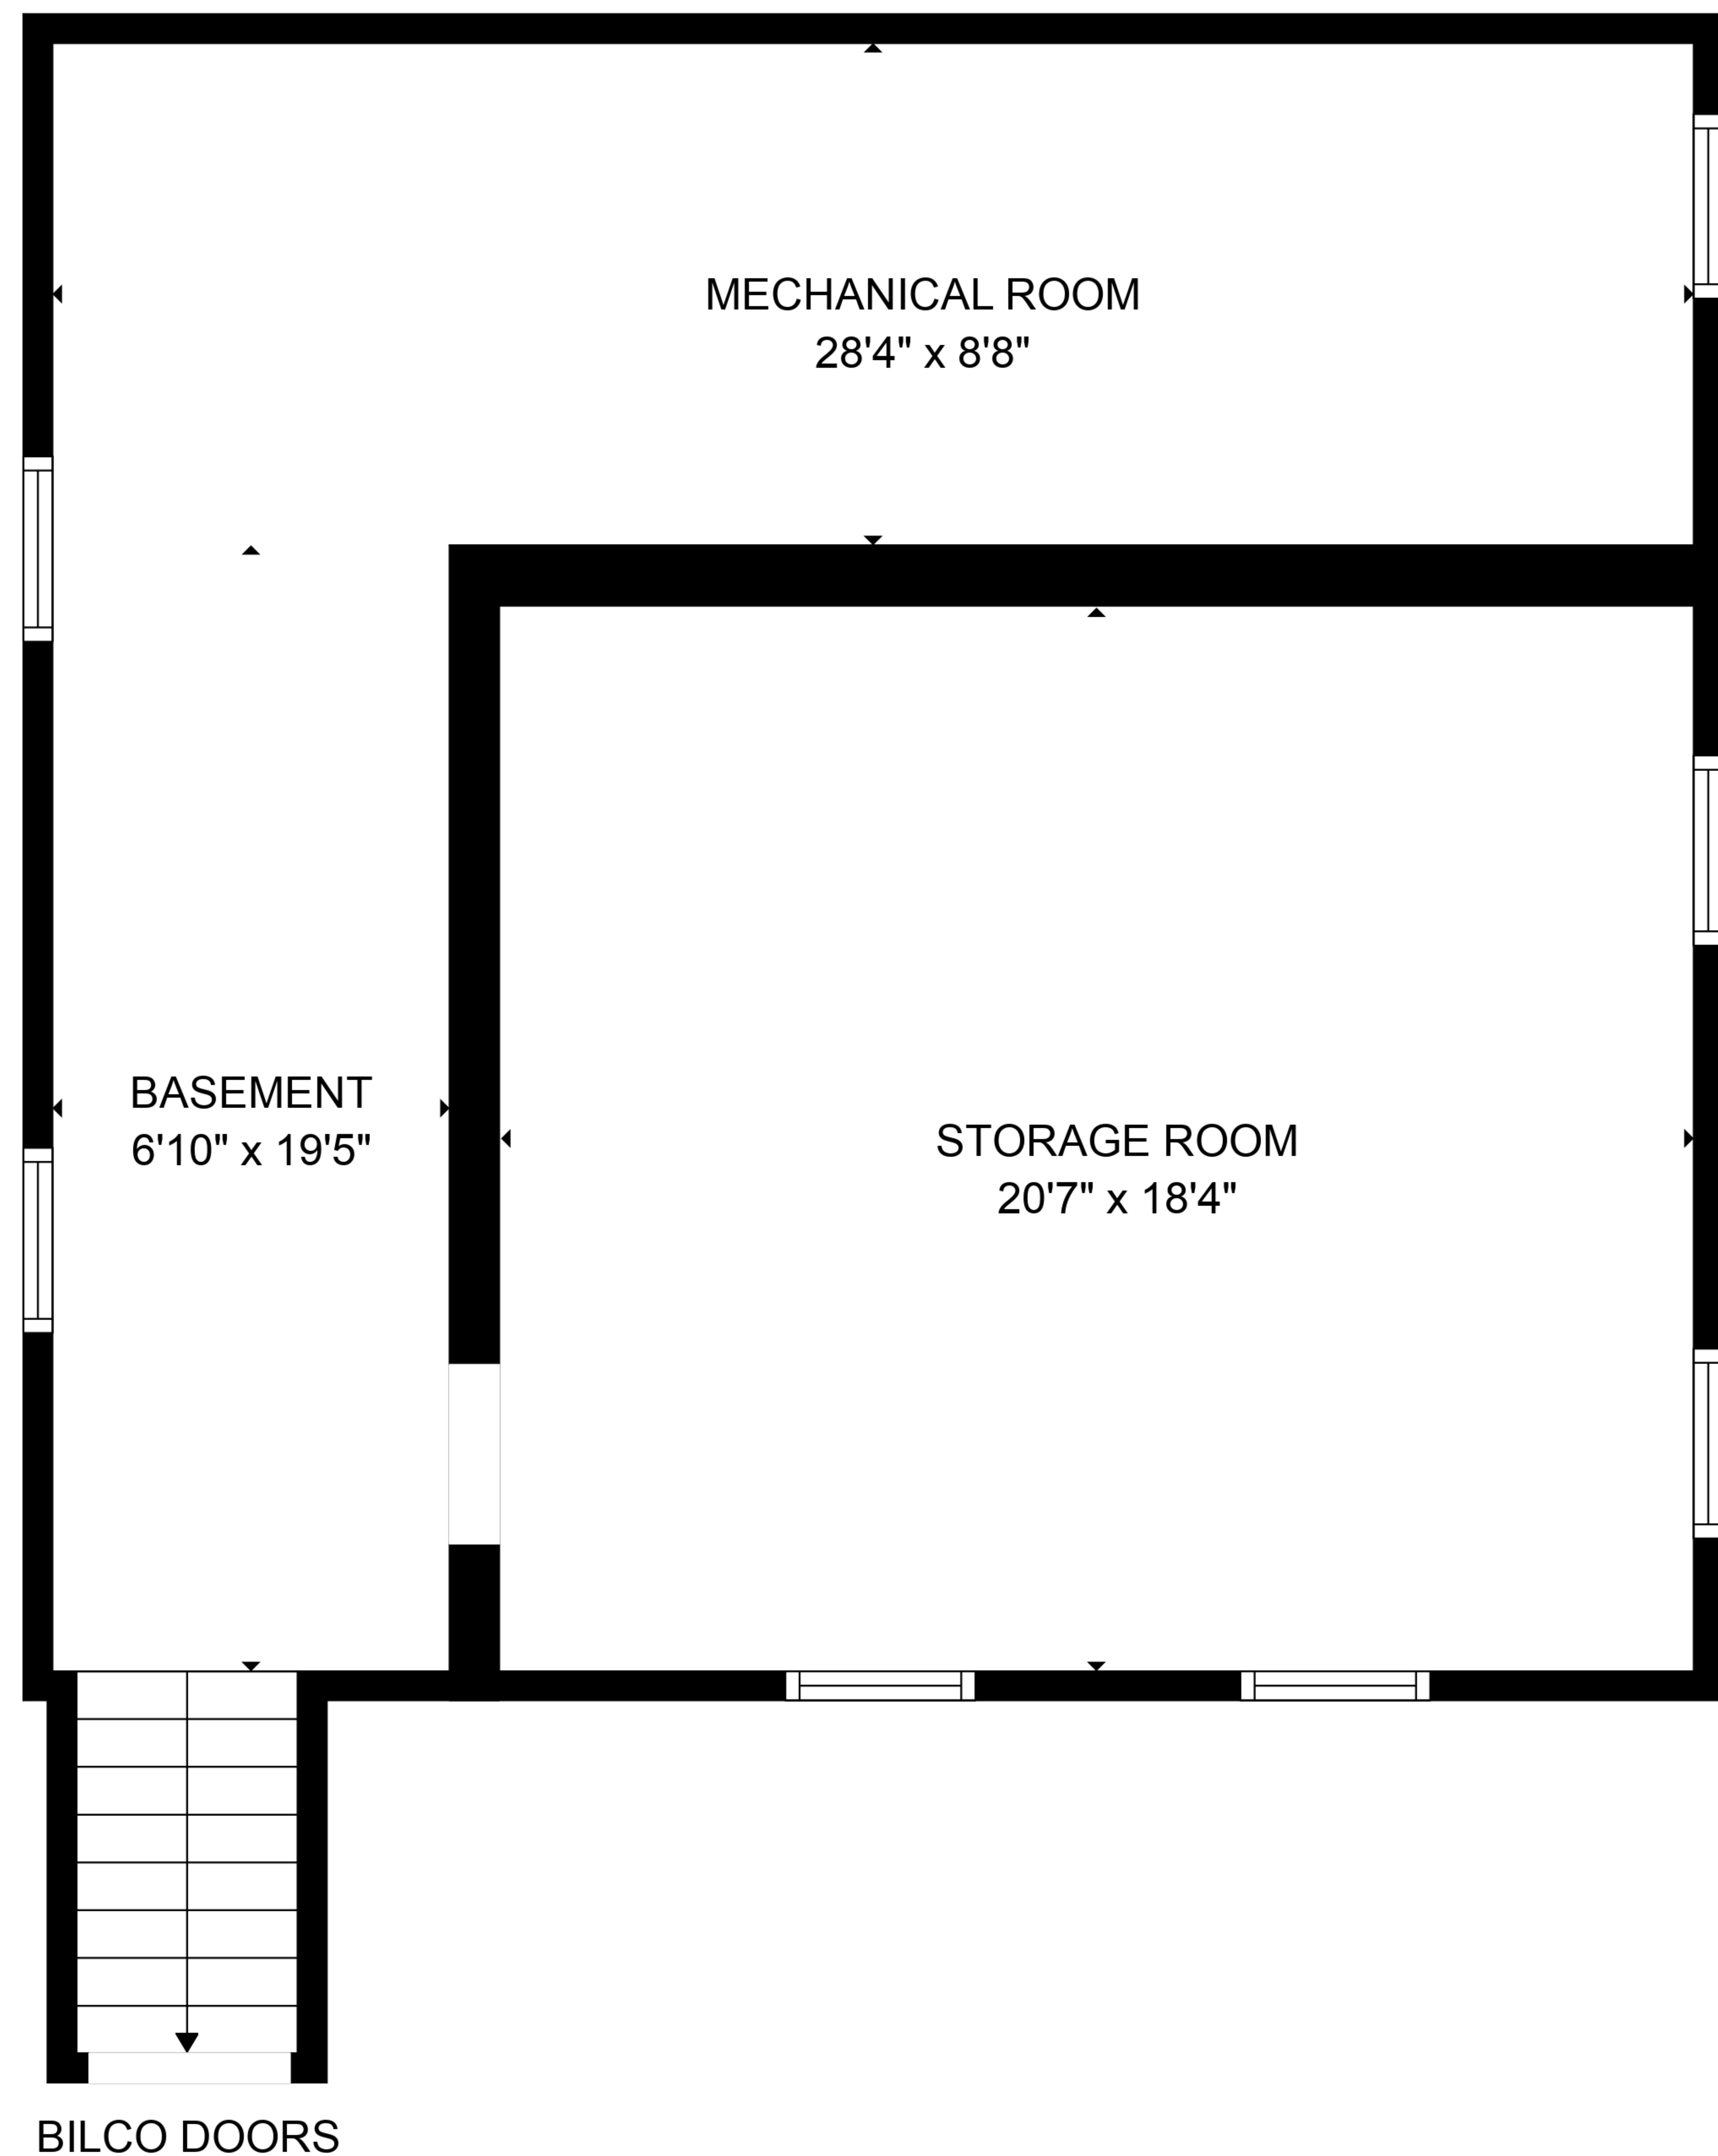 MECHANICAL ROOM
28'4" x 8'8"
BASEMENT
6'10" x 19'5"
STORAGE ROOM
20'7" x 18'4"
BILCO DOORS